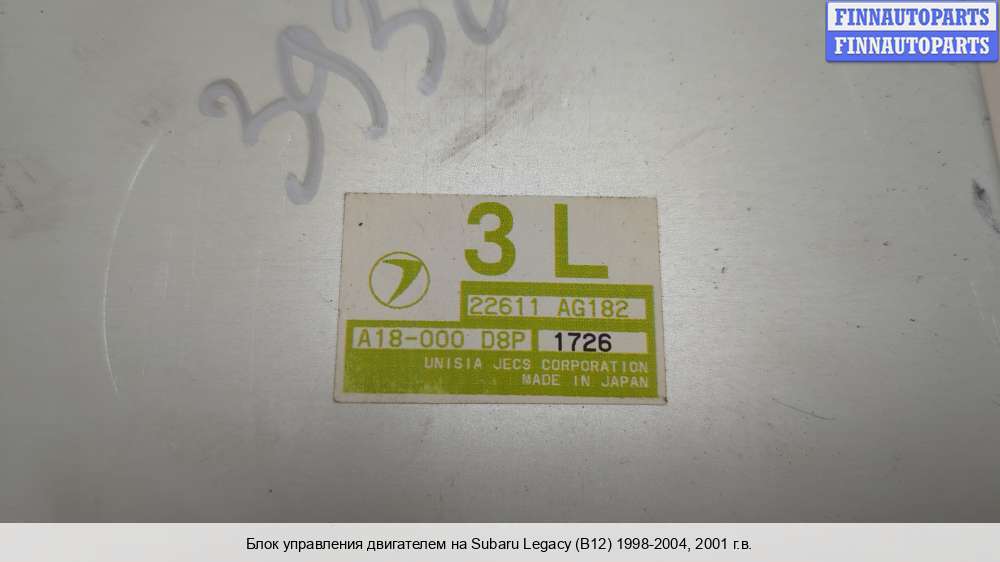 FINNAUTOPARTS
FINNAUTOPARTS
3 L
22611 AG182
A18-000 D8P 1726
UNISIA JECS CORPORATION
MADE IN JAPAN
Блок управления двигателем на Subaru Legacy (B12) 1998-2004, 2001 г.в.